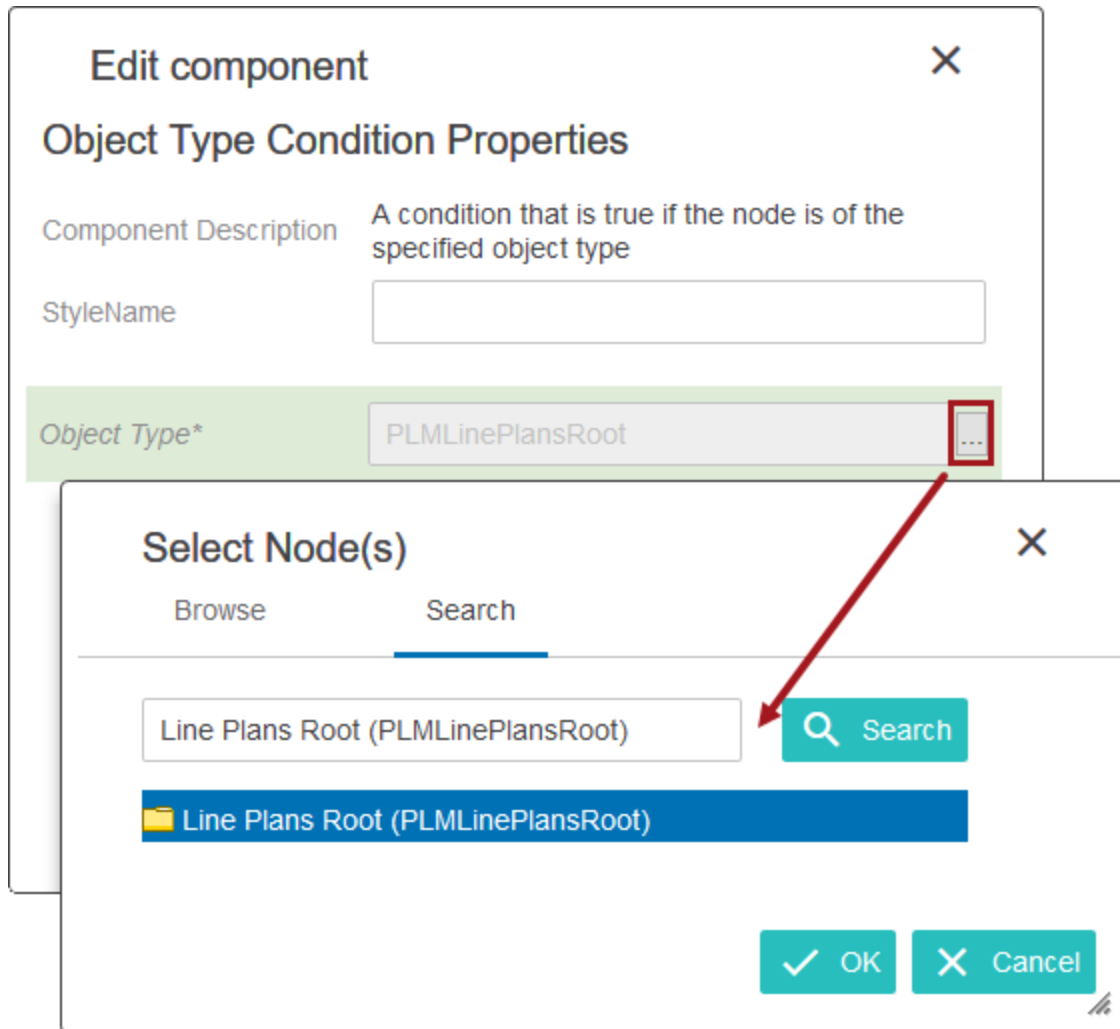 Edit component
Object Type Condition Properties
Component Description
A condition that is true if the node is of the
specified object type
StyleName
Object Type*
PLMLinePlansRoot
...
Select Node(s)
Browse
Search
Line Plans Root (PLMLinePlansRoot)
Search
Line Plans Root (PLMLinePlansRoot)
OK
Cancel